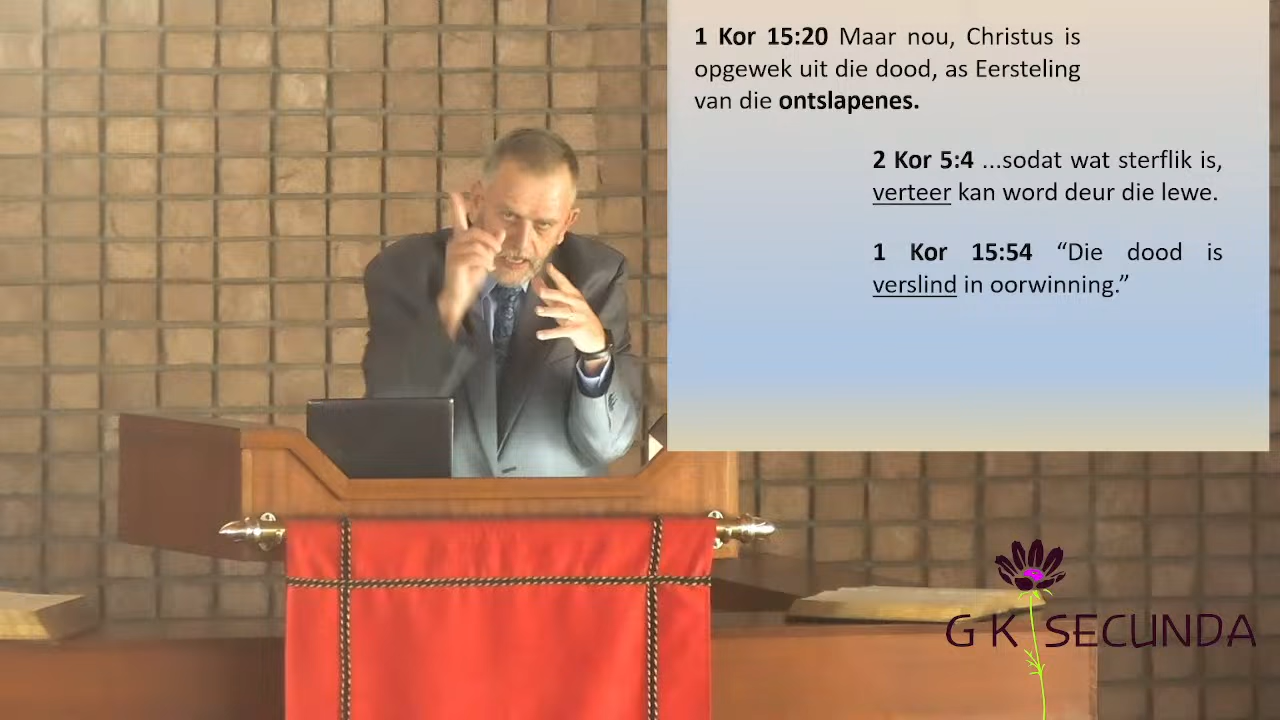 1 Kor 15:20 Maar nou, Christus is
opgewek uit die dood, as Eersteling
van die ontslapenes.
2 Kor 5:4 ...sodat wat sterflik is,
verteer kan word deur die lewe.
1 Kor 15:54 “Die dood is
verslind in oorwinning.”
G K SECUNDA